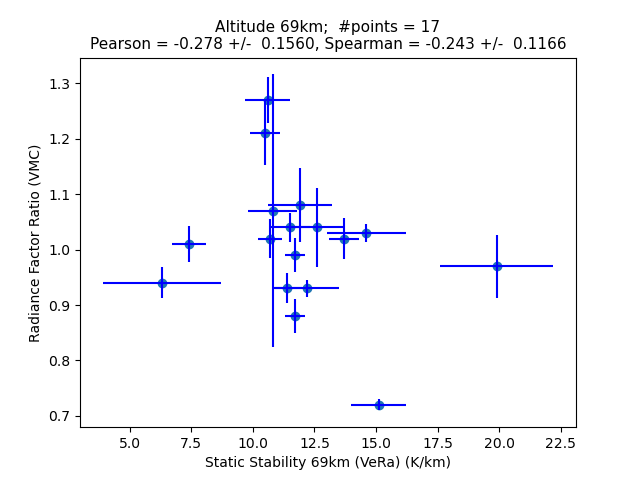 Altitude 69km;  #points = 17
Pearson = -0.278 +/-  0.1560, Spearman = -0.243 +/-  0.1166
Radiance Factor Ratio (VMC)
1.3
1.2
1.1
1.0
0.9
0.8
0.7
5.0 7.5 10.0 12.5 15.0 17.5 20.0 22.5
Static Stability 69km (VeRa) (K/km)